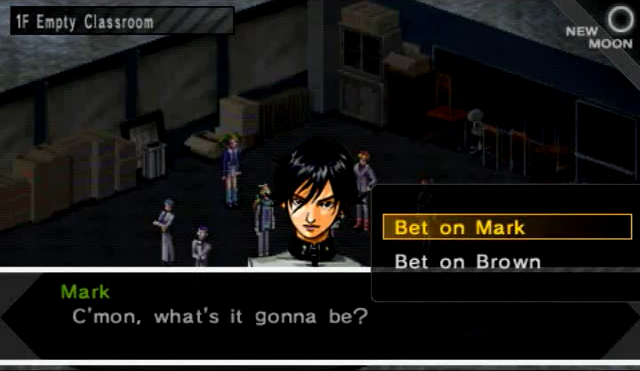 1F Empty Classroom
NEW
MOON
Bet on Mark
Bet on Brown
Mark
C'mon, what's it gonna be?